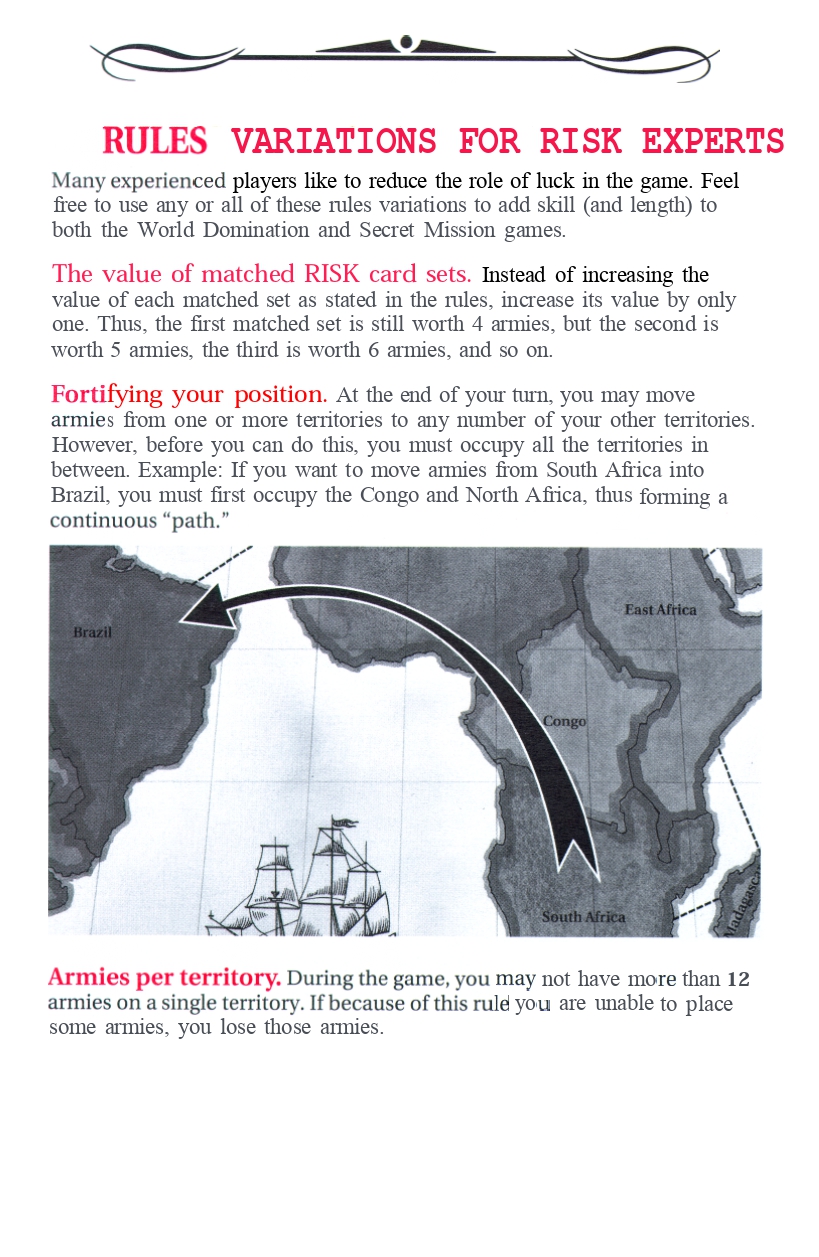 RULES VARIATIONS FOR RISK EXPERTS
Many experienced players like to reduce the role of luck in the game. Feel
free to use any or all of these rules variations to add skill (and length) to
both the World Domination and Secret Mission games.
The value of matched RISK card sets. Instead of increasing the
value of each matched set as stated in the rules, increase its value by only
one. Thus, the first matched set is still worth 4 armies, but the second is
worth 5 armies, the third is worth 6 armies, and so on.
Fortifying your position. At the end of your turn, you may move
armies from one or more territories to any number of your other territories.
However, before you can do this, you must occupy all the territories in
between. Example: If you want to move armies from South Africa into
Brazil, you must first occupy the Congo and North Africa, thus forming a
continuous “path.”
East Africa
Brazil
Congo
South Africa
Madagasca
Armies per territory. During the game, you may not have more than 12
armies on a single territory. If because of this rule you are unable to place
some armies, you lose those armies.